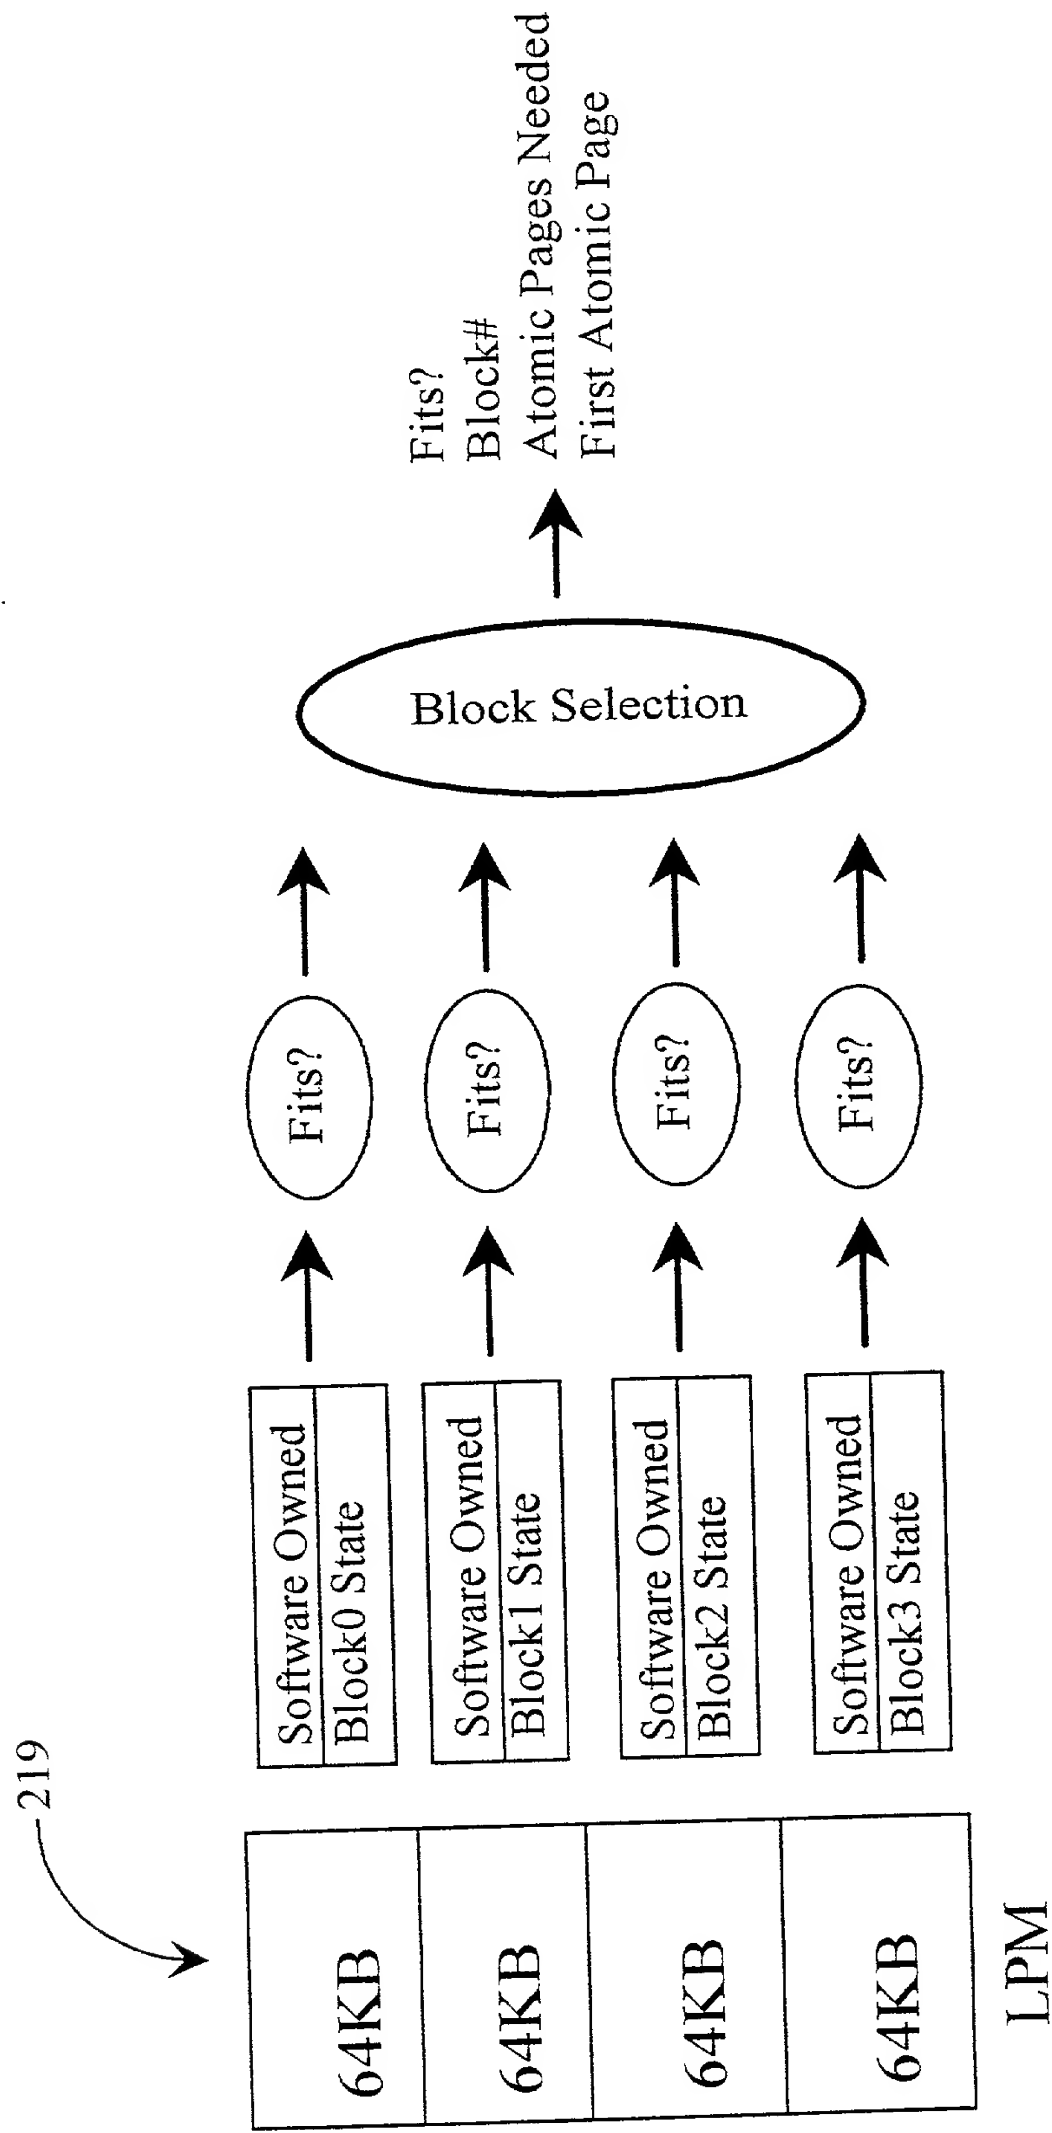 219
64KB
64KB
64KB
64KB
LPM
Software Owned
Block0 State
Software Owned
Block1 State
Software Owned
Block2 State
Software Owned
Block3 State
Fits?
Fits?
Fits?
Fits?
Block Selection
Fits?
Block#
Atomic Pages Needed
First Atomic Page